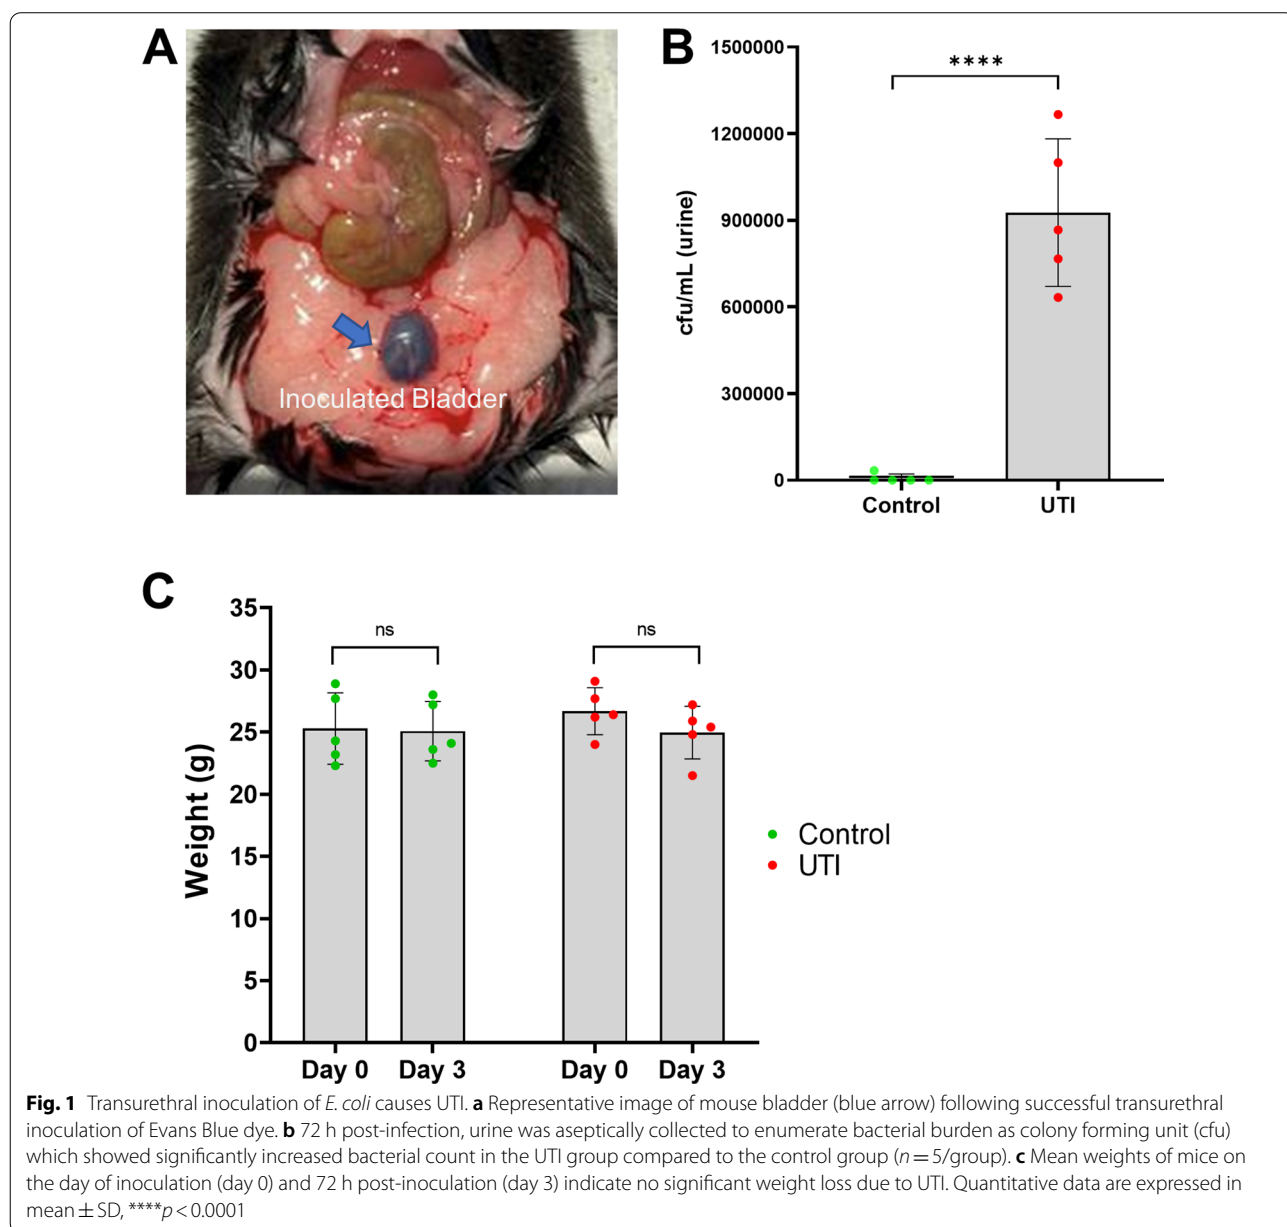 A
Inoculated Bladder
B
1500000
1200000
900000
600000
300000
0
cfu/mL (urine)
****
Control
UTI
C
35
30
25
20
15
10
5
0
Weight (g)
ns
ns
Day 0
Day 3
Day 0
Day 3
Control
UTI
Fig. 1 Transurethral inoculation of E. coli causes UTI. a Representative image of mouse bladder (blue arrow) following successful transurethral
inoculation of Evans Blue dye. b 72 h post-infection, urine was aseptically collected to enumerate bacterial burden as colony forming unit (cfu)
which showed significantly increased bacterial count in the UTI group compared to the control group (n = 5/group). c Mean weights of mice on
the day of inoculation (day 0) and 72 h post-inoculation (day 3) indicate no significant weight loss due to UTI. Quantitative data are expressed in
mean ± SD, ****p < 0.0001